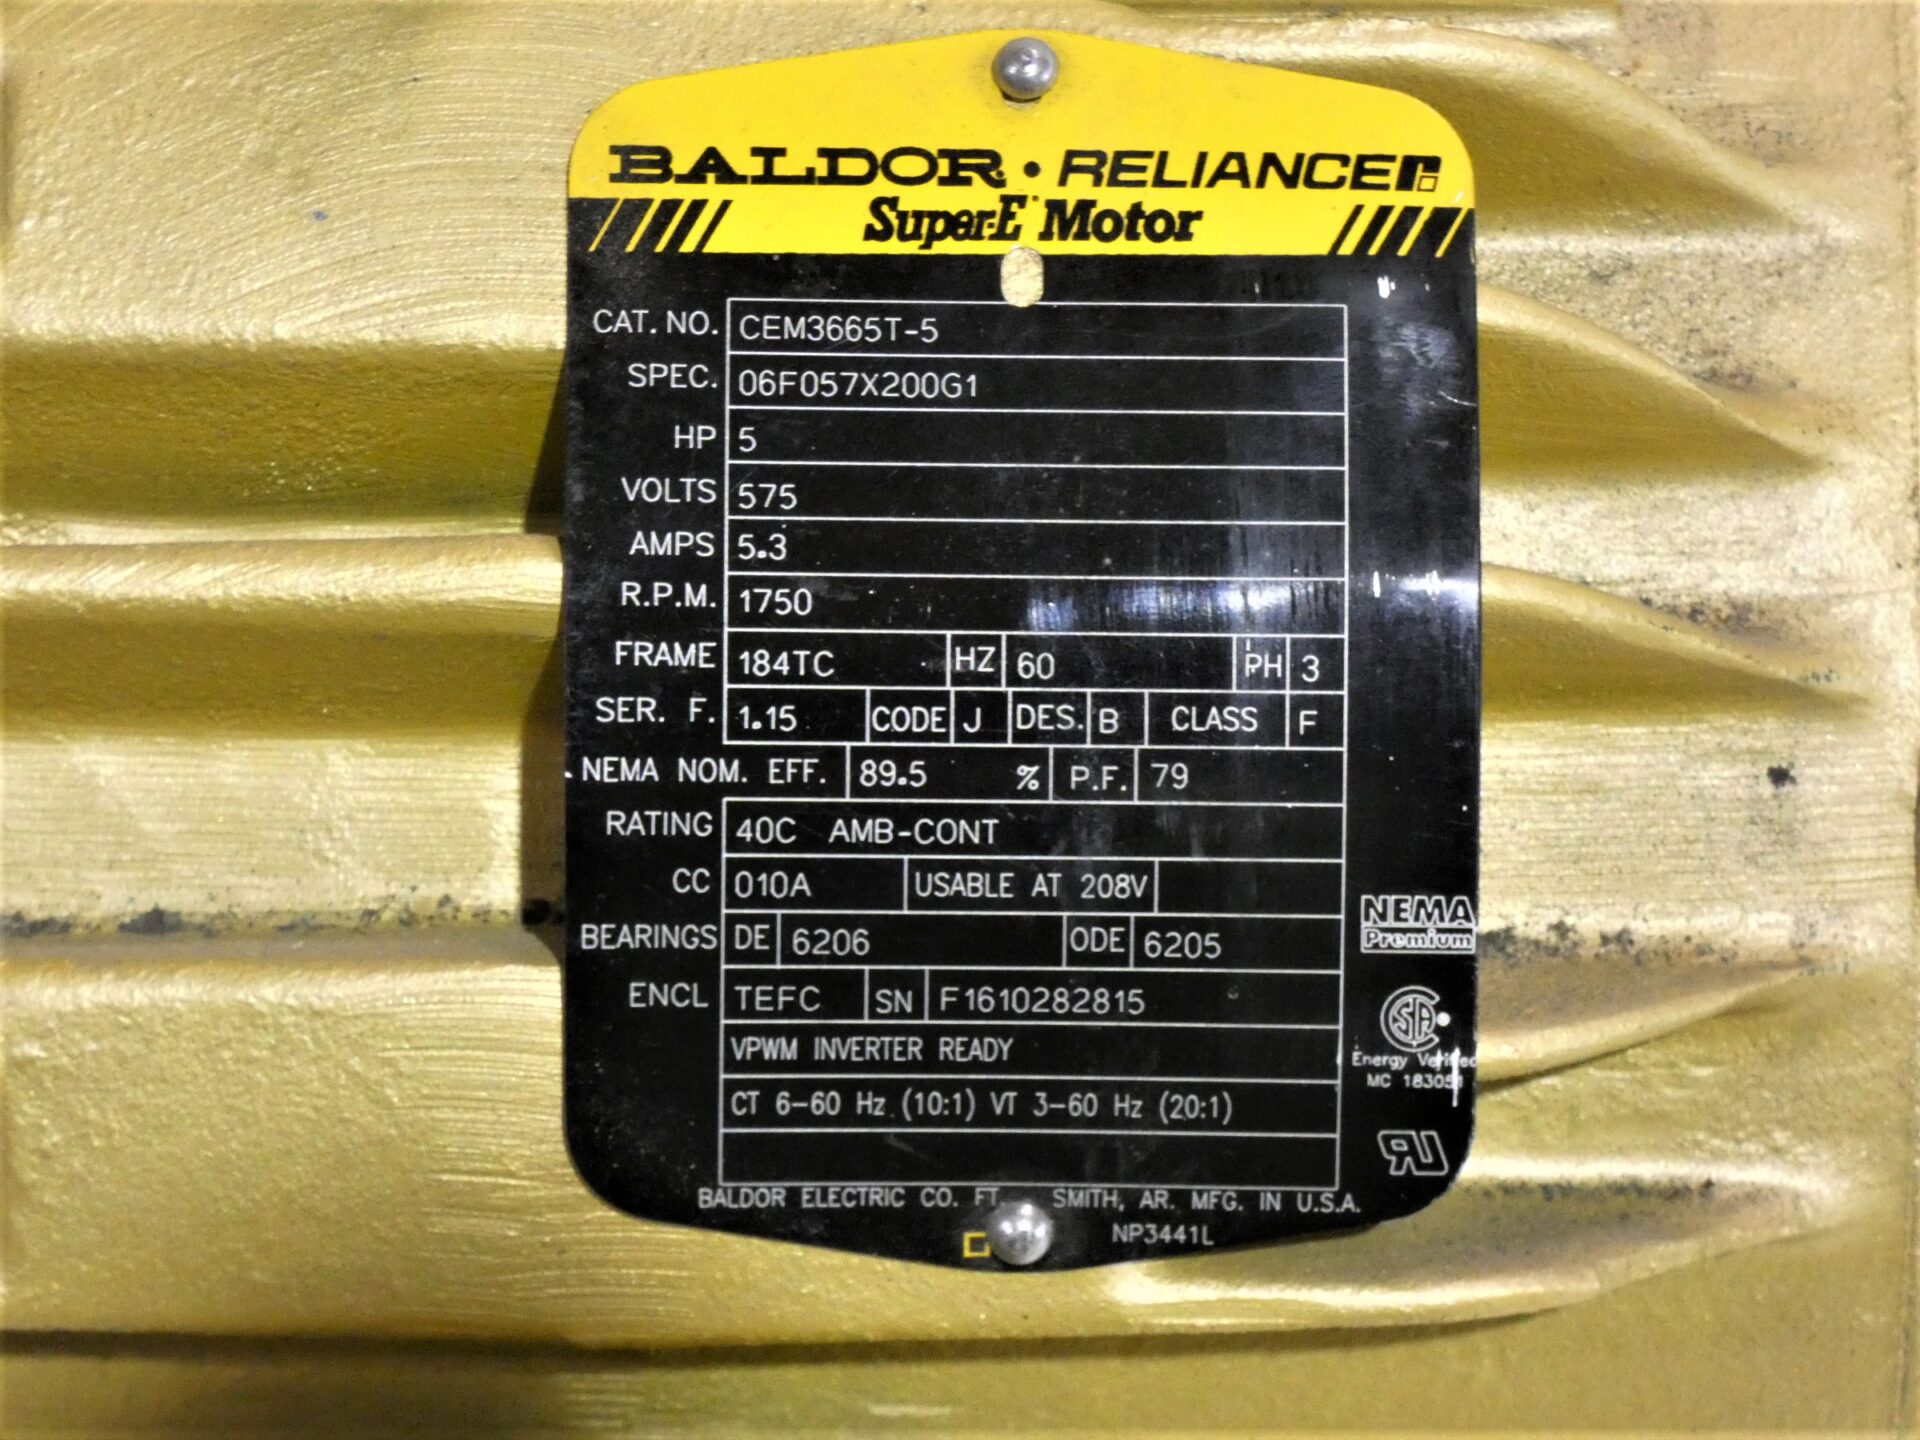 BALDOR • RELIANCE
Super-E Motor
CAT. NO. CEM3665T-5
SPEC. 06F057X200G1
HP 5
VOLTS 575
AMPS 5.3
R.P.M. 1750
FRAME 184TC HZ 60 PH 3
SER. F. 1.15 CODE J DES. B CLASS F
NEMA NOM. EFF. 89.5 % P.F. 79
RATING 40C AMB-CONT
CC 010A USABLE AT 208V
BEARINGS DE 6206 ODE 6205
ENCL TEFC SN F1610282815
VPWM INVERTER READY
CT 6-60 Hz (10:1) VT 3-60 Hz (20:1)
NEMA
Premium
CSA
Energy Verified
MC 183051
RU
BALDOR ELECTRIC CO. FT. SMITH, AR. MFG. IN U.S.A.
NP3441L